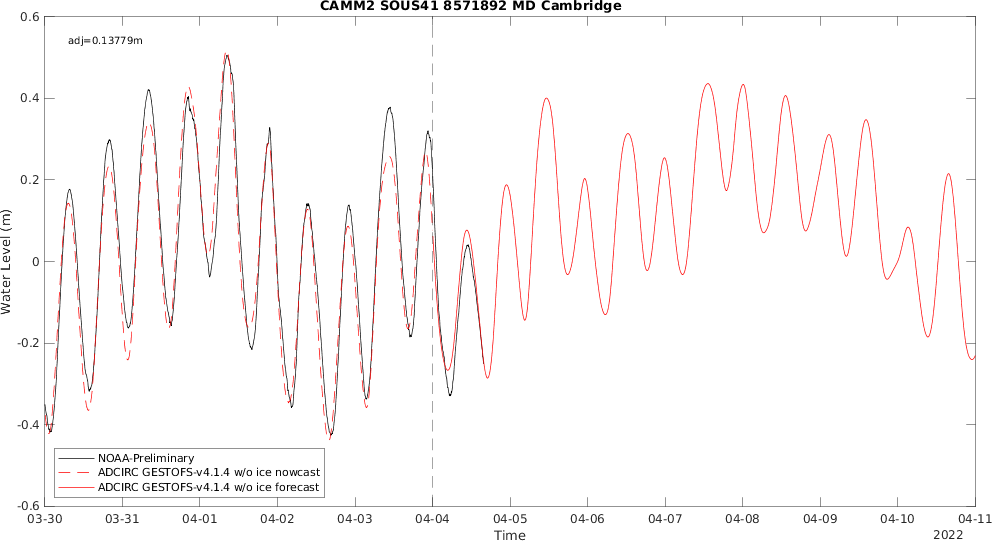 CAMM2 SOUS41 8571892 MD Cambridge
0.6
adj=0.13779m
0.4
0.2
0
-0.2
-0.4
-0.6
Water Level (m)
NOAA-Preliminary
ADCIRC GESTOFS-v4.1.4 w/o ice nowcast
ADCIRC GESTOFS-v4.1.4 w/o ice forecast
03-30 03-31 04-01 04-02 04-03 04-04 04-05 04-06 04-07 04-08 04-09 04-10 04-11
Time
2022